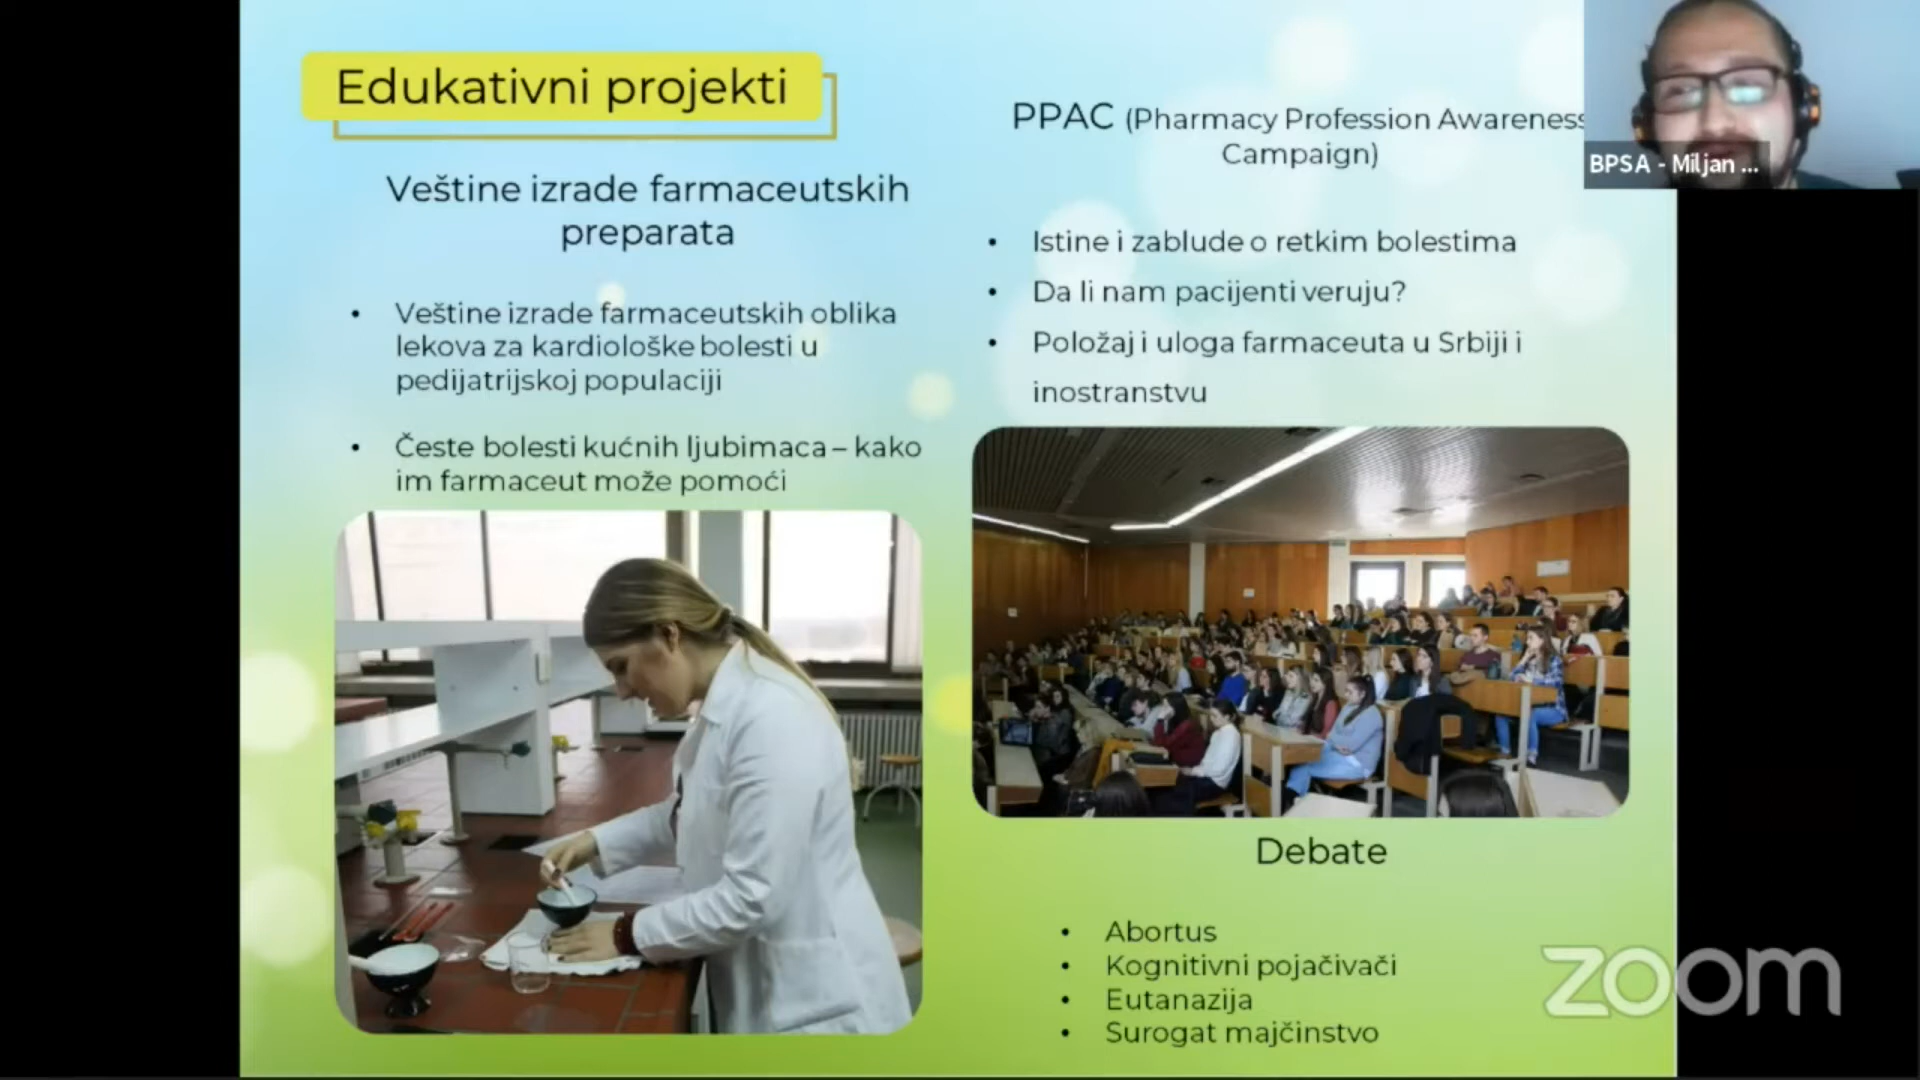 Edukativni projekti
Veštine izrade farmaceutskih
preparata
• Veštine izrade farmaceutskih oblika
lekova za kardiološke bolesti u
pedijatrijskoj populaciji
• Česte bolesti kućnih ljubimaca – kako
im farmaceut može pomoći
PPAC (Pharmacy Profession Awareness
Campaign)
• Istine i zablude o retkim bolestima
• Da li nam pacijenti veruju?
• Položaj i uloga farmaceuta u Srbiji i
inostranstvu
Debate
• Abortus
• Kognitivni pojačivači
• Eutanazija
• Surogat majčinstvo
BPSA - Miljan ...
zoom